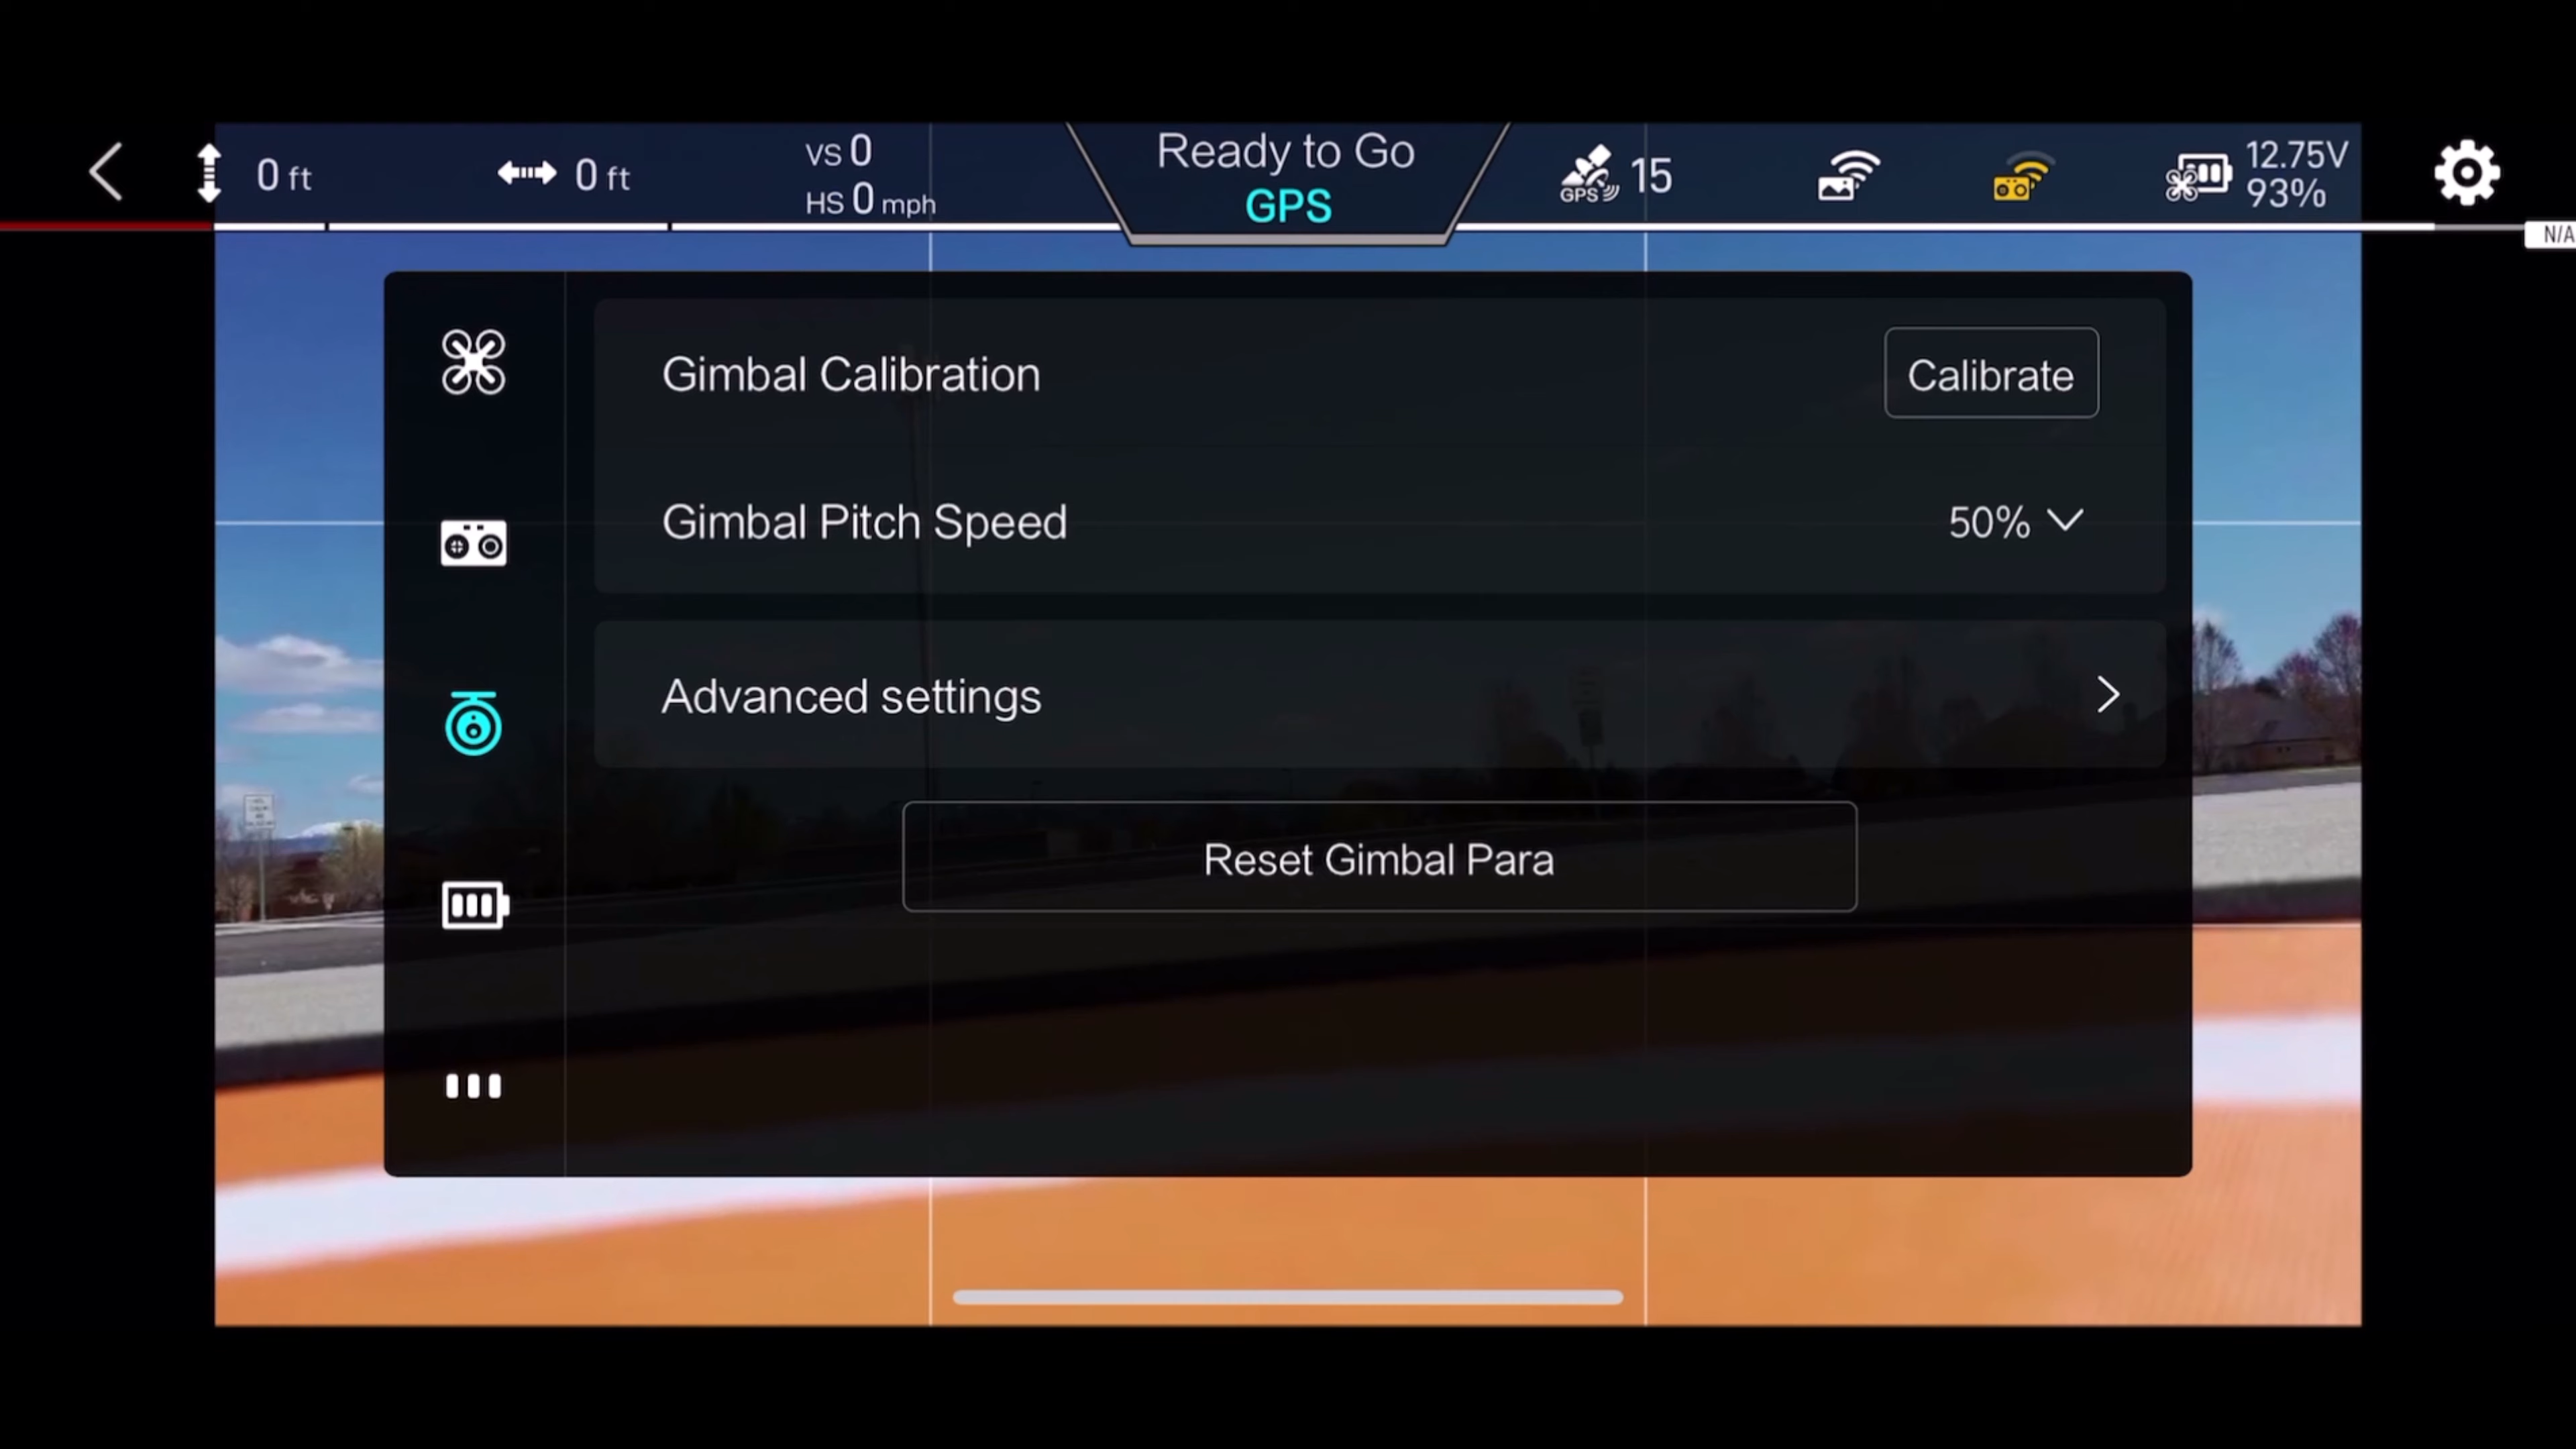 0 ft
0 ft
VS 0
HS 0 mph
Ready to Go
GPS
GPS 15
12.75V
93%
N/A
Gimbal Calibration
Calibrate
Gimbal Pitch Speed
50%
Advanced settings
Reset Gimbal Para